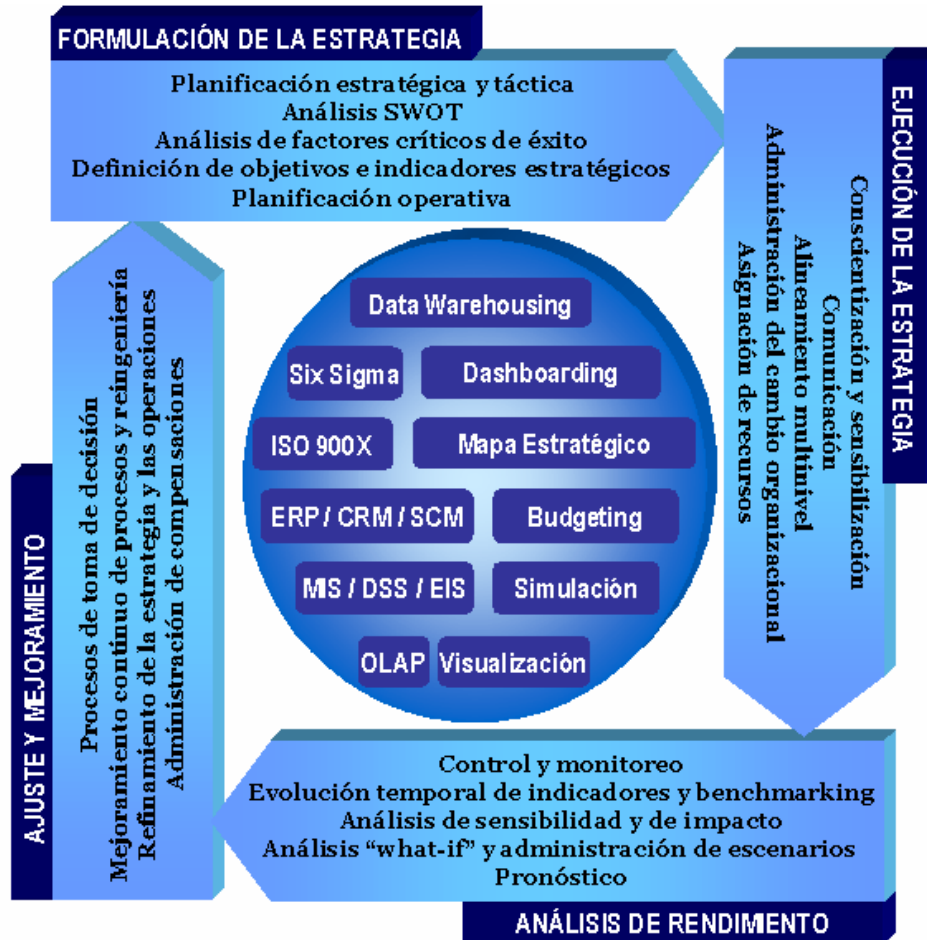 FORMULACIÓN DE LA ESTRATEGIA
Planificación estratégica y táctica
Análisis SWOT
Análisis de factores críticos de éxito
Definición de objetivos e indicadores estratégicos
Planificación operativa
EJECUCIÓN DE LA ESTRATEGIA
Conscientización y sensibilización
Comunicación
Alineamiento multinivel
Administración del cambio organizacional
Asignación de recursos
Data Warehousing
Six Sigma
Dashboarding
ISO 900X
Mapa Estratégico
ERP / CRM / SCM
Budgeting
MIS / DSS / EIS
Simulación
OLAP
Visualización
Control y monitoreo
Evolución temporal de indicadores y benchmarking
Análisis de sensibilidad y de impacto
Análisis “what-if” y administración de escenarios
Pronóstico
ANÁLISIS DE RENDIMIENTO
AJUSTE Y MEJORAMIENTO
Procesos de toma de decisión
Mejoramiento continuo de procesos y reingeniería
Refinamiento de la estrategia y las operaciones
Administración de compensaciones